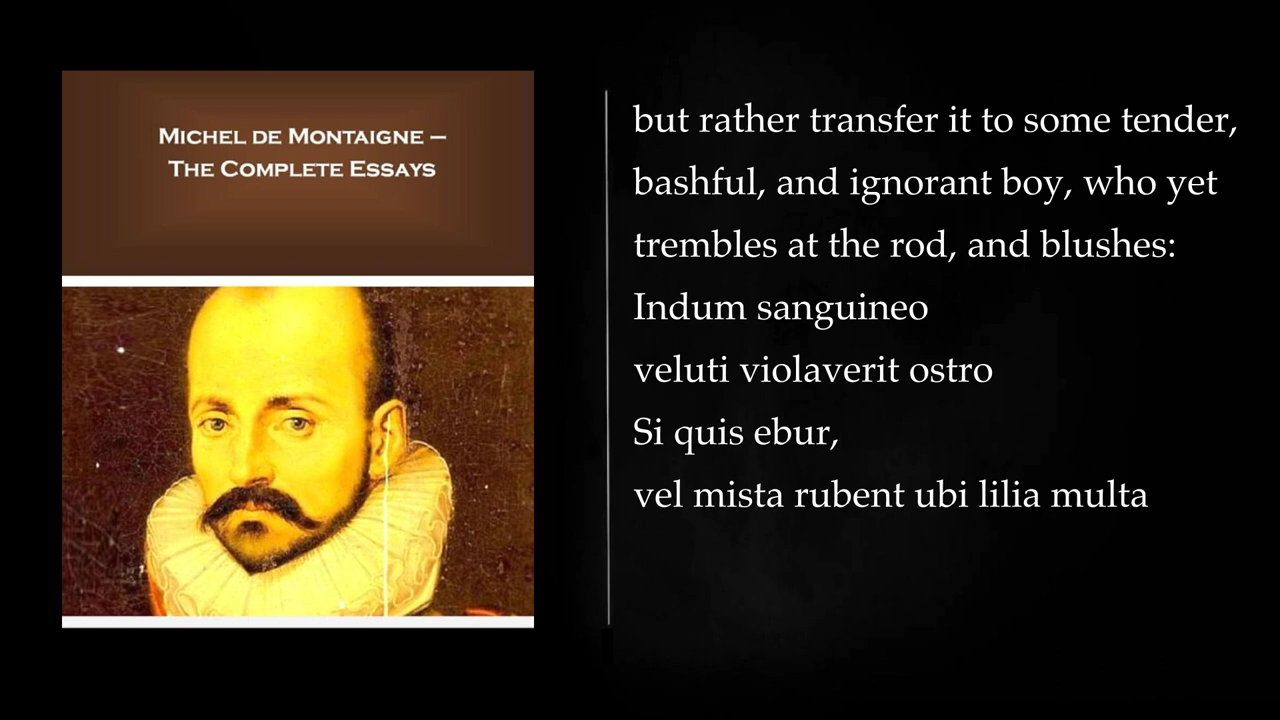 MICHEL DE MONTAIGNE –
THE COMPLETE ESSAYS
but rather transfer it to some tender,
bashful, and ignorant boy, who yet
trembles at the rod, and blushes:
Indum sanguineo
veluti violaverit ostro
Si quis ebur,
vel mista rubent ubi lilia multa